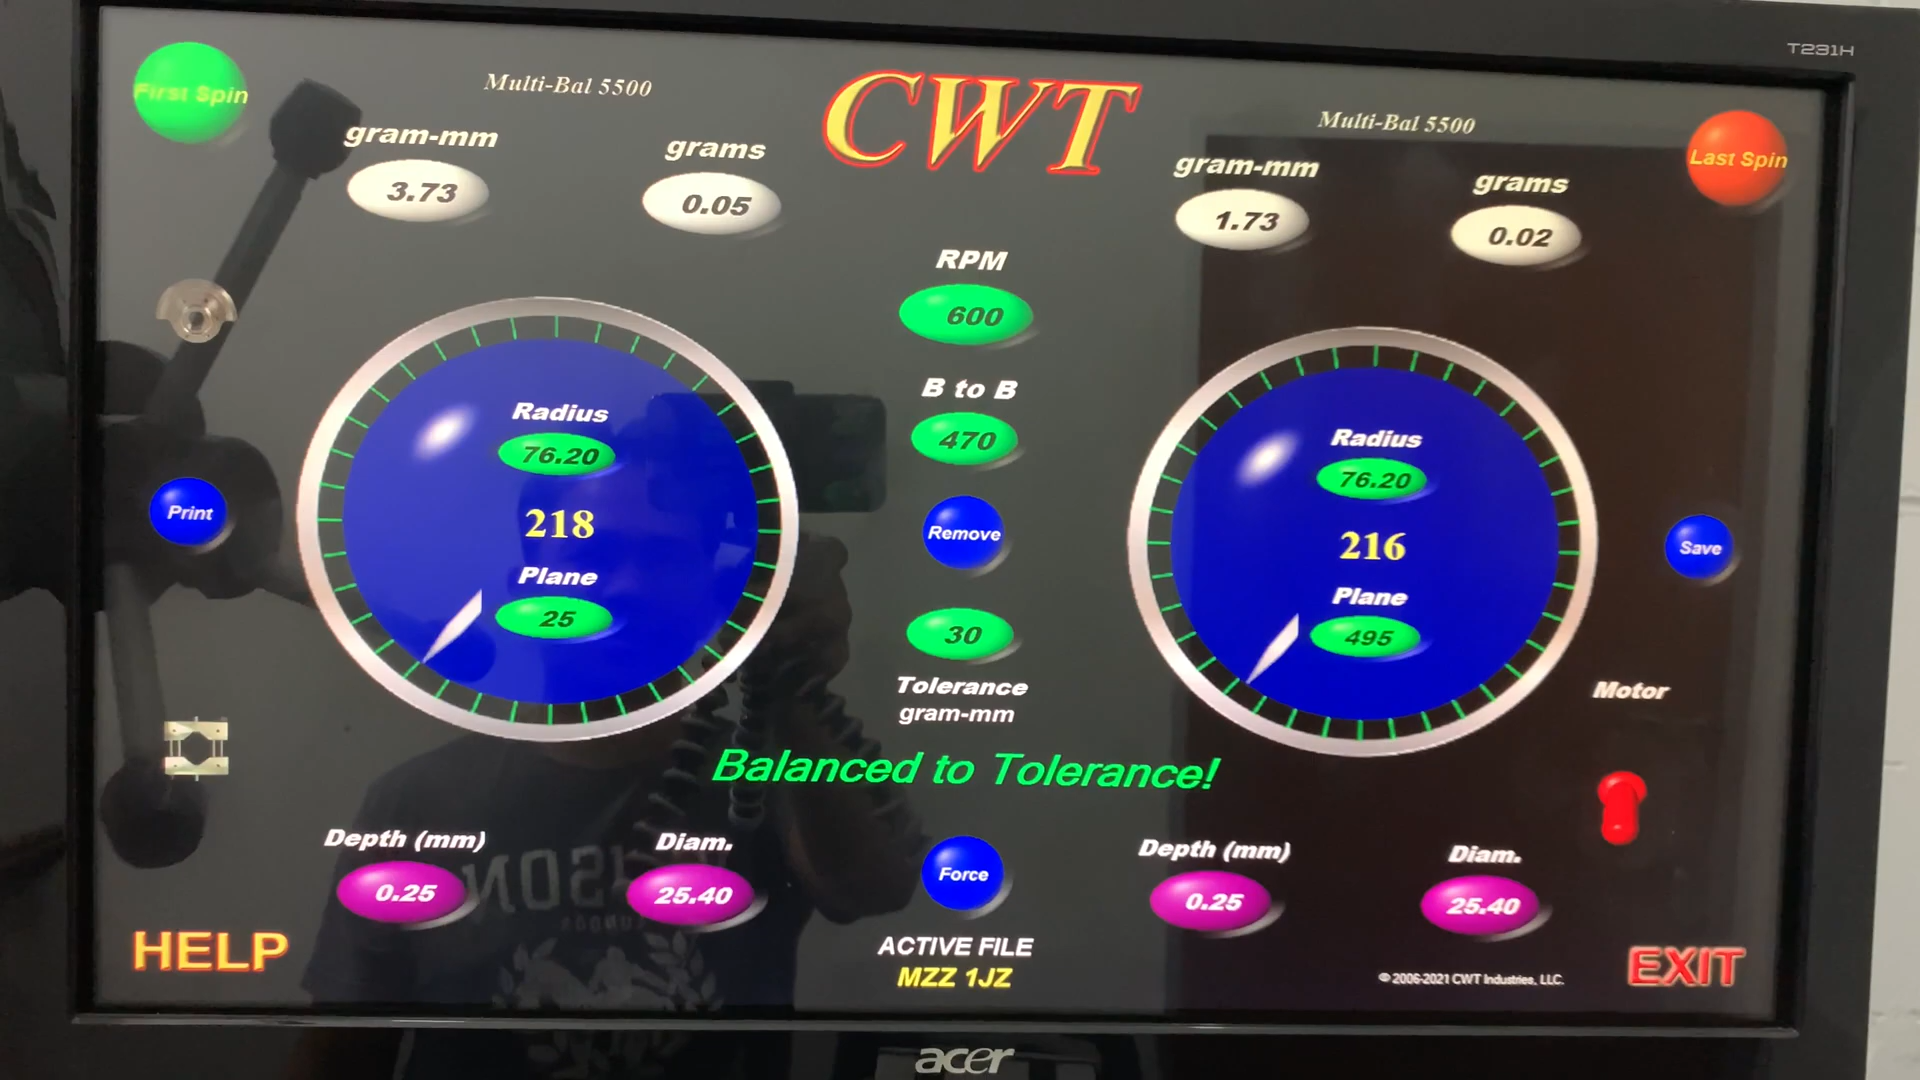 T231H
First Spin
Multi-Bal 5500
CWT
Multi-Bal 5500
Last Spin
gram-mm
grams
gram-mm
grams
3.73
0.05
1.73
0.02
RPM
600
B to B
470
Radius
76.20
218
Plane
25
Radius
76.20
216
Plane
495
Print
Remove
Save
30
Tolerance
gram-mm
Motor
Balanced to Tolerance!
Depth (mm)
Diam.
Depth (mm)
Diam.
0.25
25.40
Force
0.25
25.40
HELP
ACTIVE FILE
MZZ 1JZ
© 2006-2021 CWT Industries, LLC.
EXIT
acer